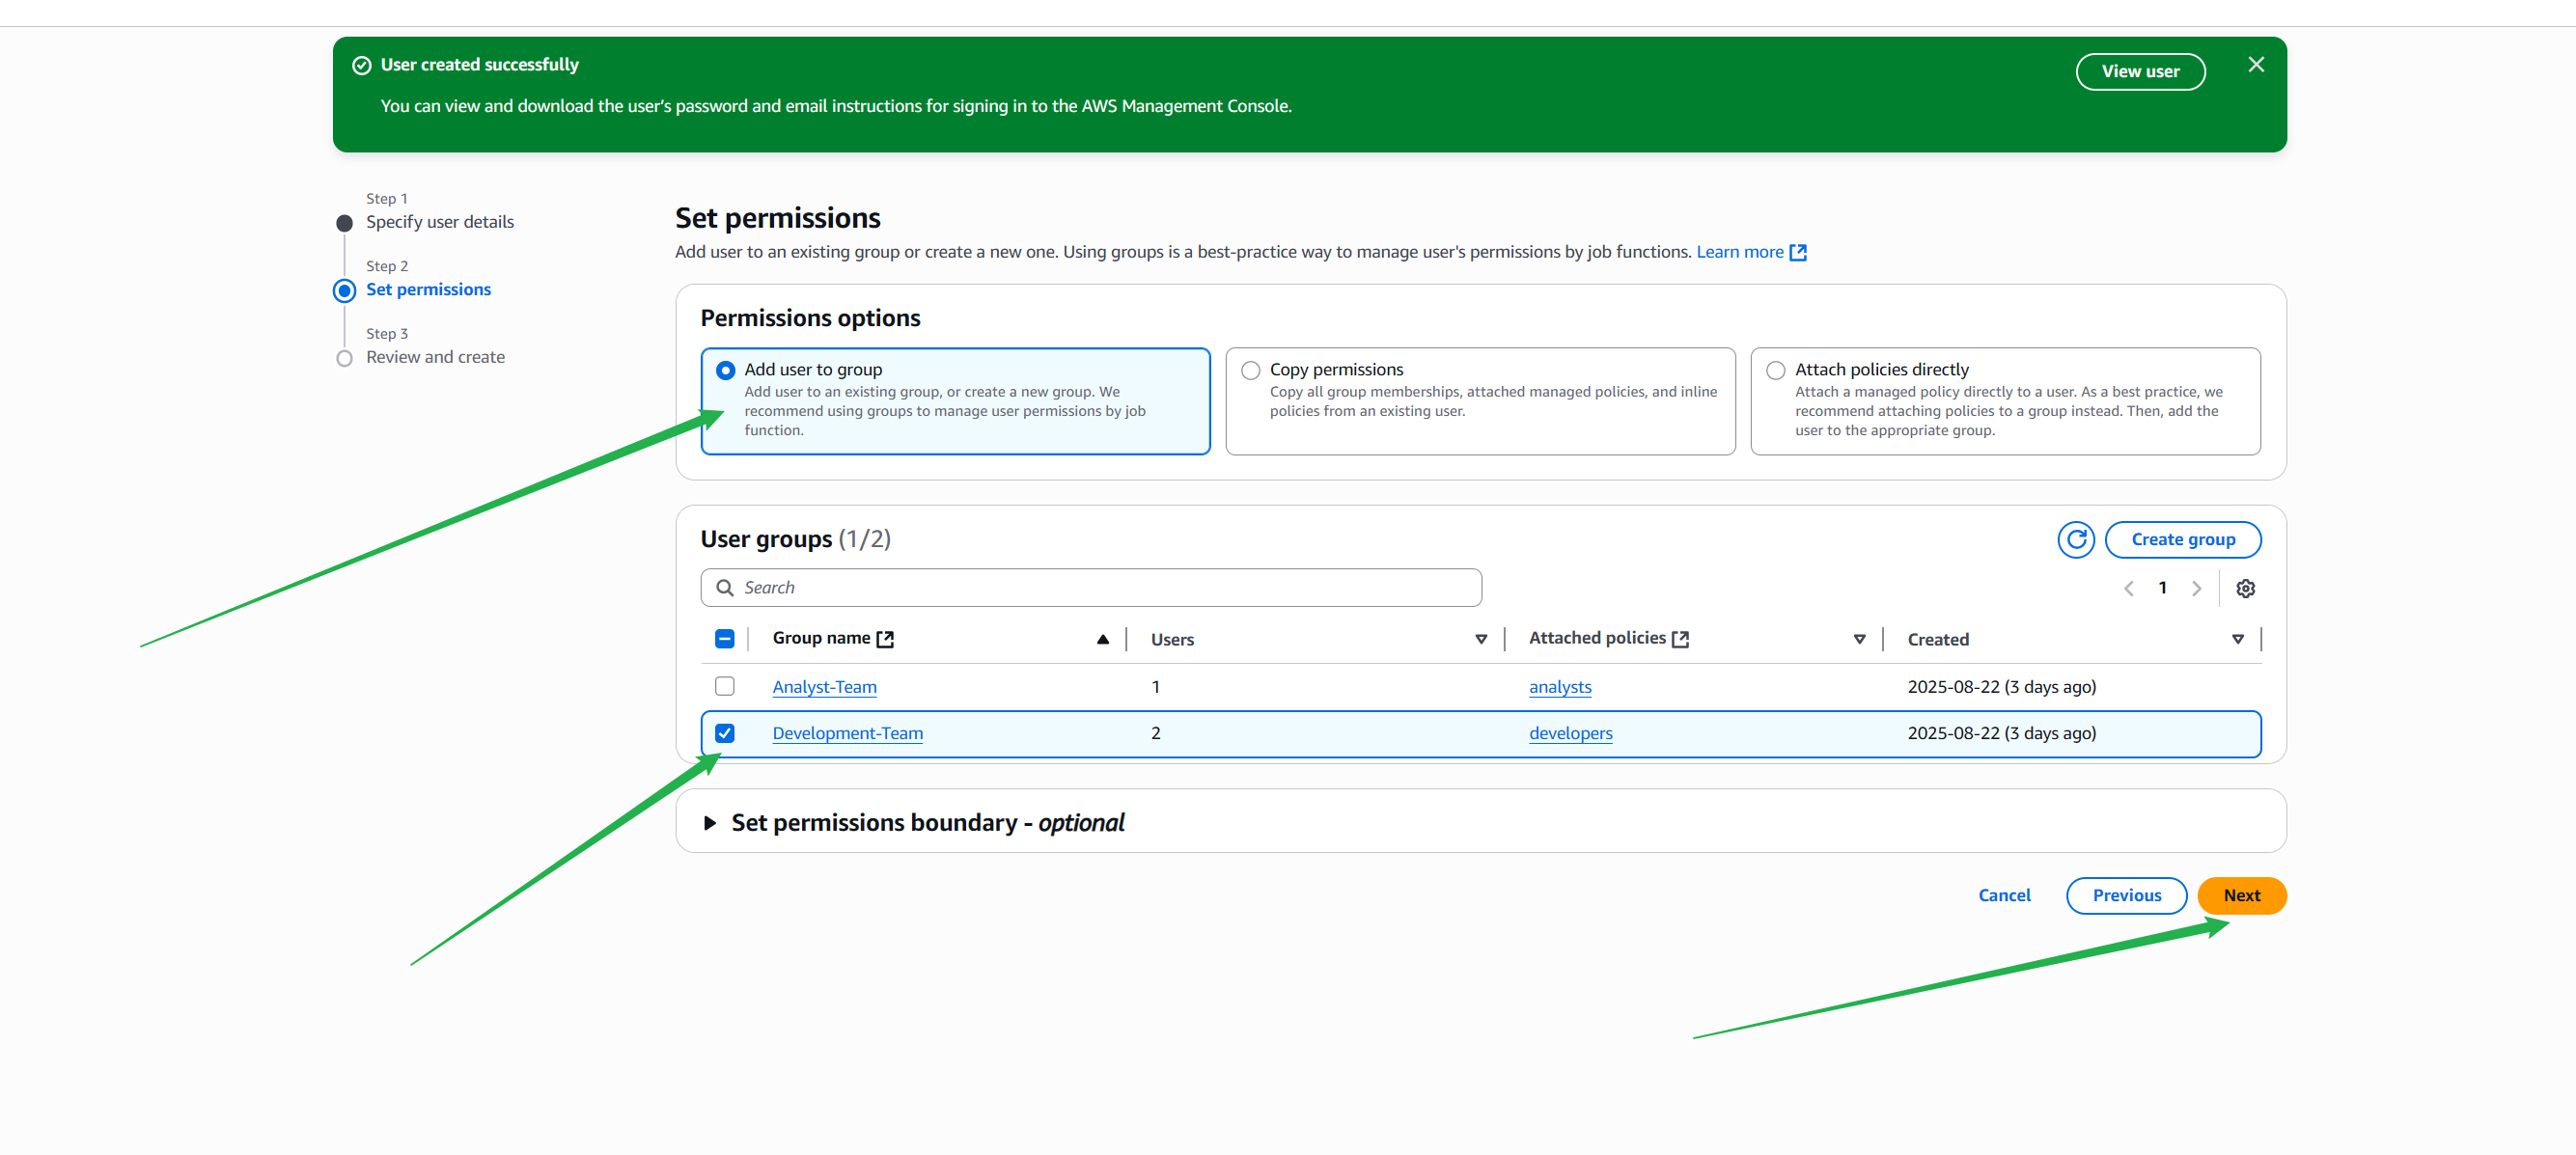 User created successfully
View user
You can view and download the user's password and email instructions for signing in to the AWS Management Console.
Step 1
Specify user details
Step 2
Set permissions
Step 3
Review and create
Set permissions
Add user to an existing group or create a new one. Using groups is a best-practice way to manage user's permissions by job functions. Learn more
Permissions options
Add user to group
Add user to an existing group, or create a new group. We
recommend using groups to manage user permissions by job
function.
Copy permissions
Copy all group memberships, attached managed policies, and inline
policies from an existing user.
Attach policies directly
Attach a managed policy directly to a user. As a best practice, we
recommend attaching policies to a group instead. Then, add the
user to the appropriate group.
User groups (1/2)
Create group
Search
1
Group name Users Attached policies Created
Analyst-Team 1 analysts 2025-08-22 (3 days ago)
Development-Team 2 developers 2025-08-22 (3 days ago)
Set permissions boundary - optional
Cancel Previous Next